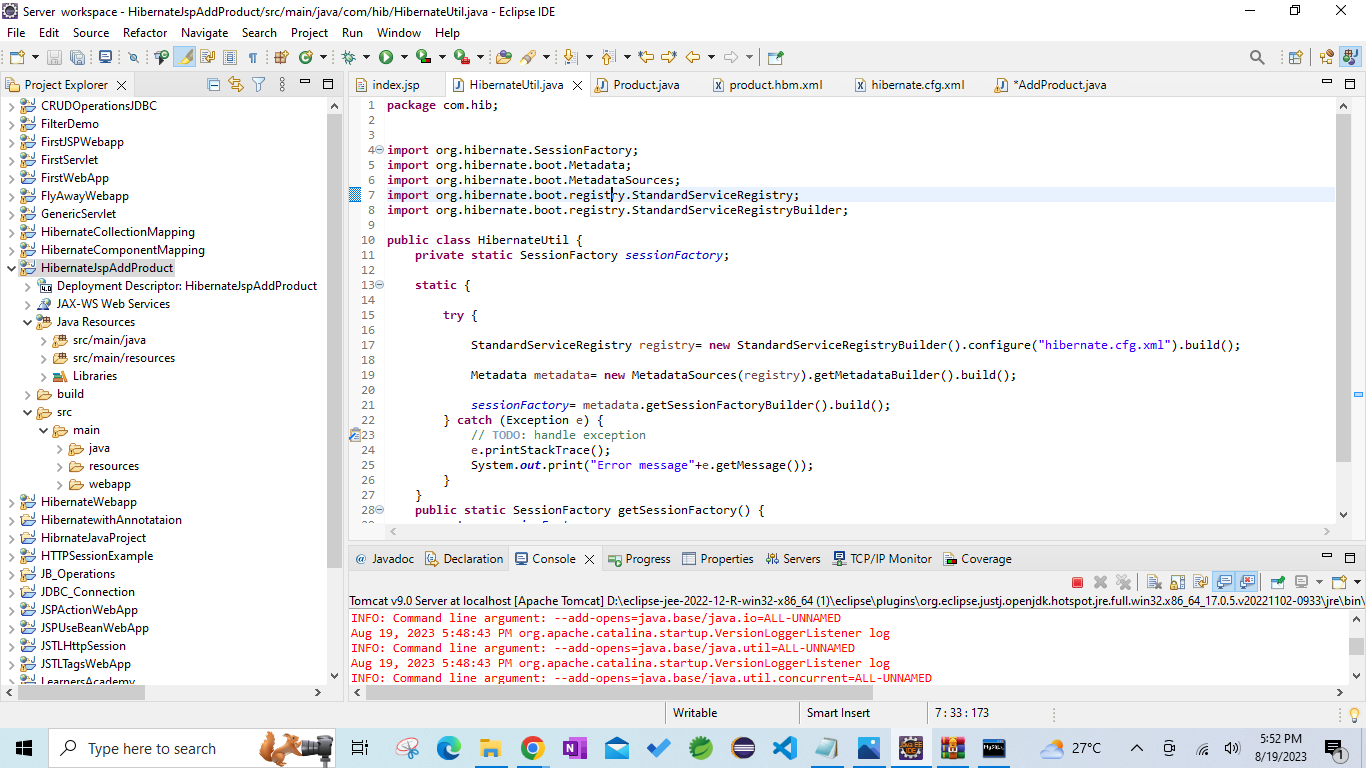 Server workspace - HibernateJspAddProduct/src/main/java/com/hib/HibernateUtil.java - Eclipse IDE
File Edit Source Refactor Navigate Search Project Run Window Help
Project Explorer
CRUDOperationsJDBC
FilterDemo
FirstJSPWebapp
FirstServlet
FirstWebApp
FlyAwayWebapp
GenericServlet
HibernateCollectionMapping
HibernateComponentMapping
HibernateJspAddProduct
Deployment Descriptor: HibernateJspAddProduct
JAX-WS Web Services
Java Resources
src/main/java
src/main/resources
Libraries
build
src
main
java
resources
webapp
HibernateWebapp
HibernatewithAnnotataion
HibrnateJavaProject
HTTPSessionExample
JB_Operations
JDBC_Connection
JSPActionWebApp
JSPUseBeanWebApp
JSTLHttpSession
JSTLTagsWebApp
LearnersAcademy
index.jsp HibernateUtil.java Product.java product.hbm.xml hibernate.cfg.xml *AddProduct.java
1 package com.hib;
2
3
4 import org.hibernate.SessionFactory;
5 import org.hibernate.boot.Metadata;
6 import org.hibernate.boot.MetadataSources;
7 import org.hibernate.boot.registry.StandardServiceRegistry;
8 import org.hibernate.boot.registry.StandardServiceRegistryBuilder;
9
10 public class HibernateUtil {
11 private static SessionFactory sessionFactory;
12
13 static {
14
15 try {
16
17 StandardServiceRegistry registry= new StandardServiceRegistryBuilder().configure("hibernate.cfg.xml").build();
18
19 Metadata metadata= new MetadataSources(registry).getMetadataBuilder().build();
20
21 sessionFactory= metadata.getSessionFactoryBuilder().build();
22 } catch (Exception e) {
23 // TODO: handle exception
24 e.printStackTrace();
25 System.out.print("Error message"+e.getMessage());
26 }
27 }
28 public static SessionFactory getSessionFactory() {
Javadoc Declaration Console Progress Properties Servers TCP/IP Monitor Coverage
Tomcat v9.0 Server at localhost [Apache Tomcat] D:\eclipse-jee-2022-12-R-win32-x86_64 (1)\eclipse\plugins\org.eclipse.justj.openjdk.hotspot.jre.full.win32.x86_64_17.0.5.v20221102-0933\jre\bin\
INFO: Command line argument: --add-opens=java.base/java.io=ALL-UNNAMED
Aug 19, 2023 5:48:43 PM org.apache.catalina.startup.VersionLoggerListener log
INFO: Command line argument: --add-opens=java.base/java.util=ALL-UNNAMED
Aug 19, 2023 5:48:43 PM org.apache.catalina.startup.VersionLoggerListener log
INFO: Command line argument: --add-opens=java.base/java.util.concurrent=ALL-UNNAMED
Writable Smart Insert 7 : 33 : 173
Type here to search
27°C
5:52 PM
8/19/2023
1